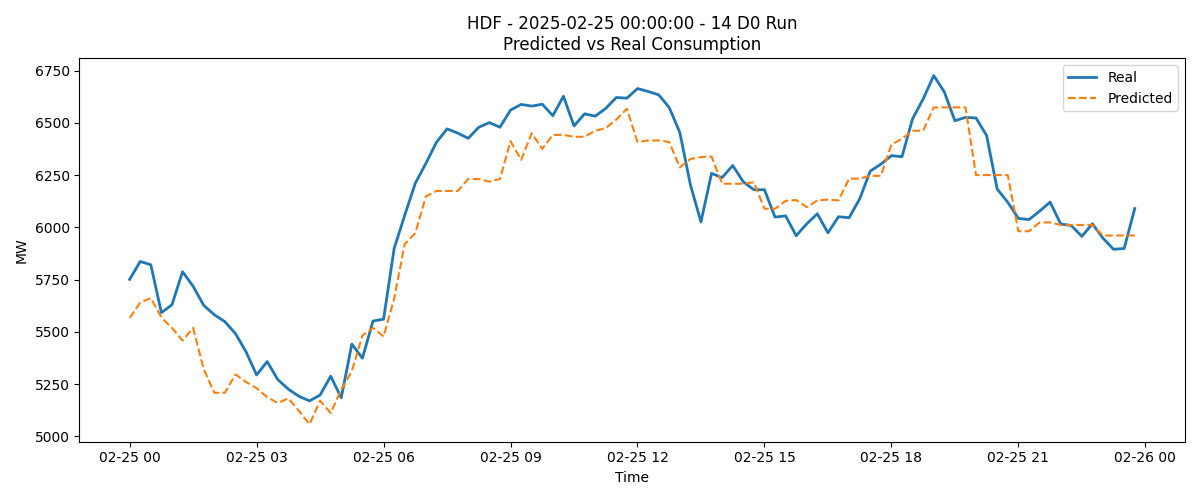 HDF - 2025-02-25 00:00:00 - 14 D0 Run
Predicted vs Real Consumption
Real
Predicted
MW
6750
6500
6250
6000
5750
5500
5250
5000
02-25 00
02-25 03
02-25 06
02-25 09
02-25 12
02-25 15
02-25 18
02-25 21
02-26 00
Time